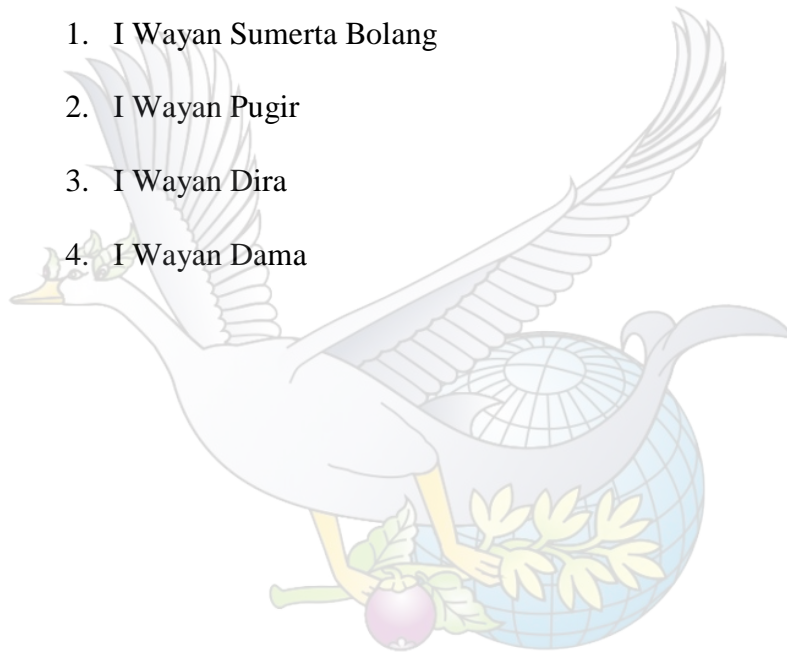 1. I Wayan Sumerta Bolang
2. I Wayan Pugir
3. I Wayan Dira
4. I Wayan Dama